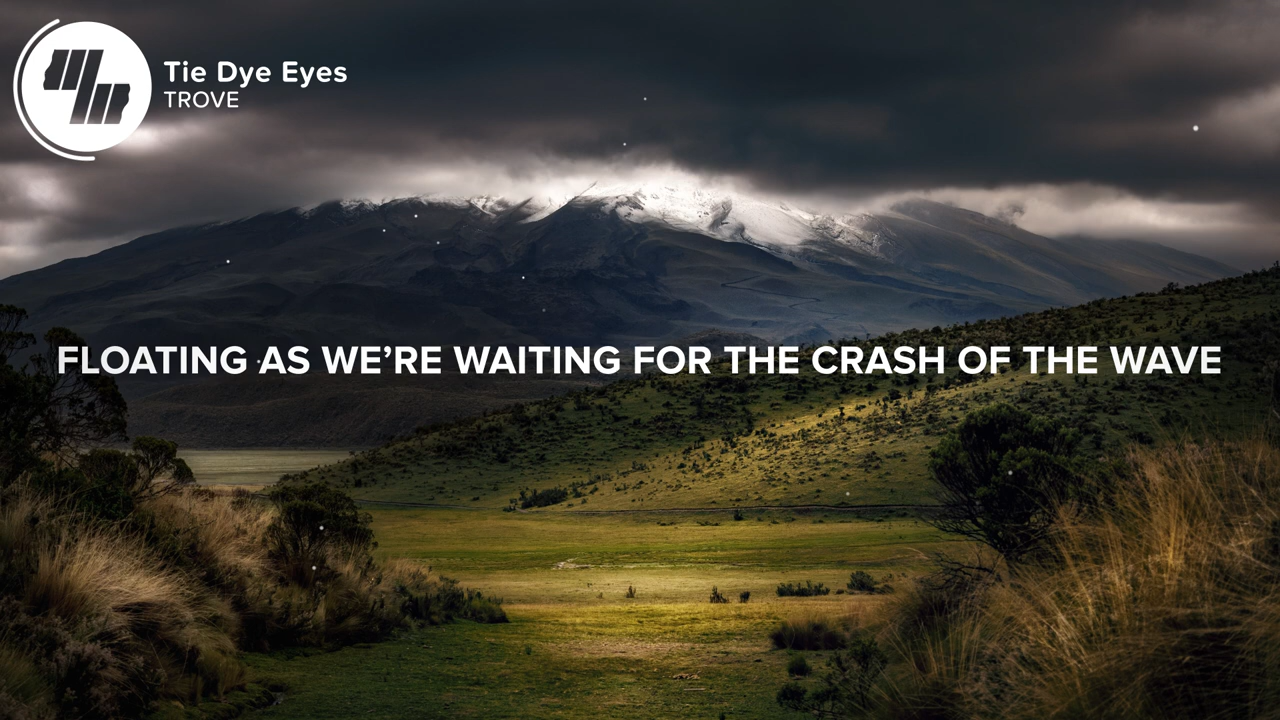 Tie Dye Eyes
TROVE
FLOATING AS WE’RE WAITING FOR THE CRASH OF THE WAVE